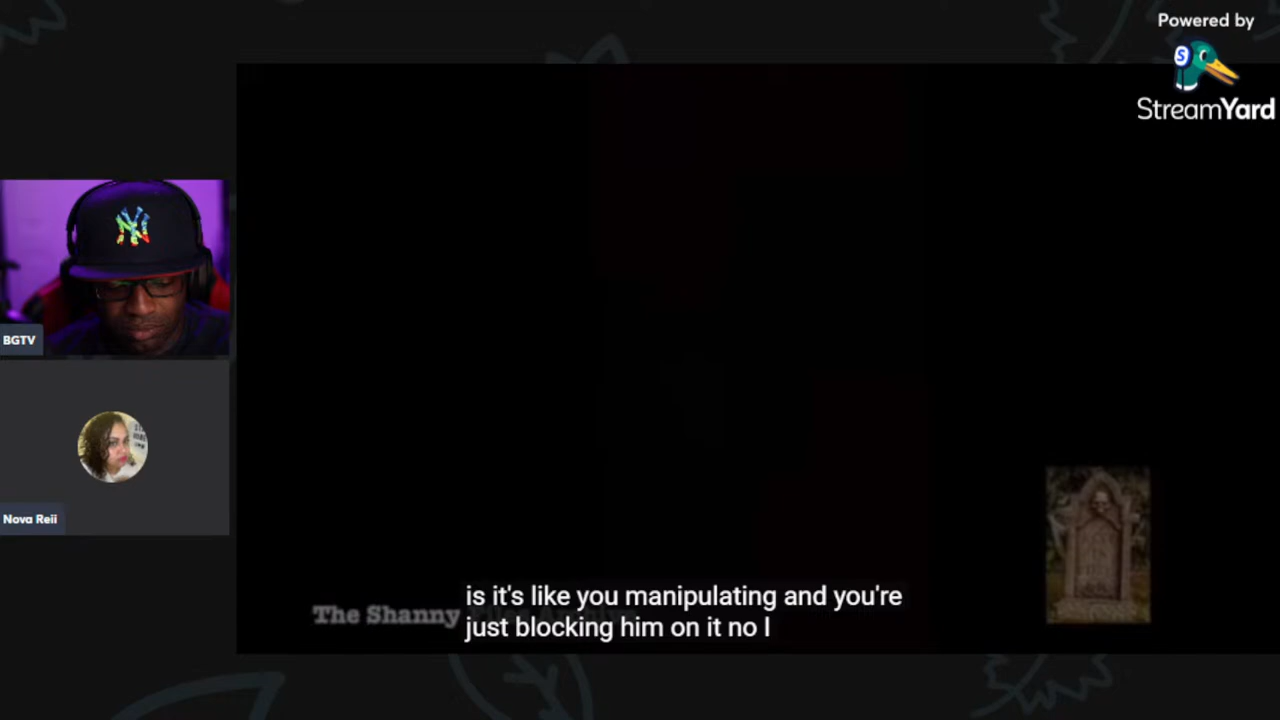 Powered by
StreamYard
BGTV
Nova Reii
is it's like you manipulating and you're
The Shanny
just blocking him on it no I